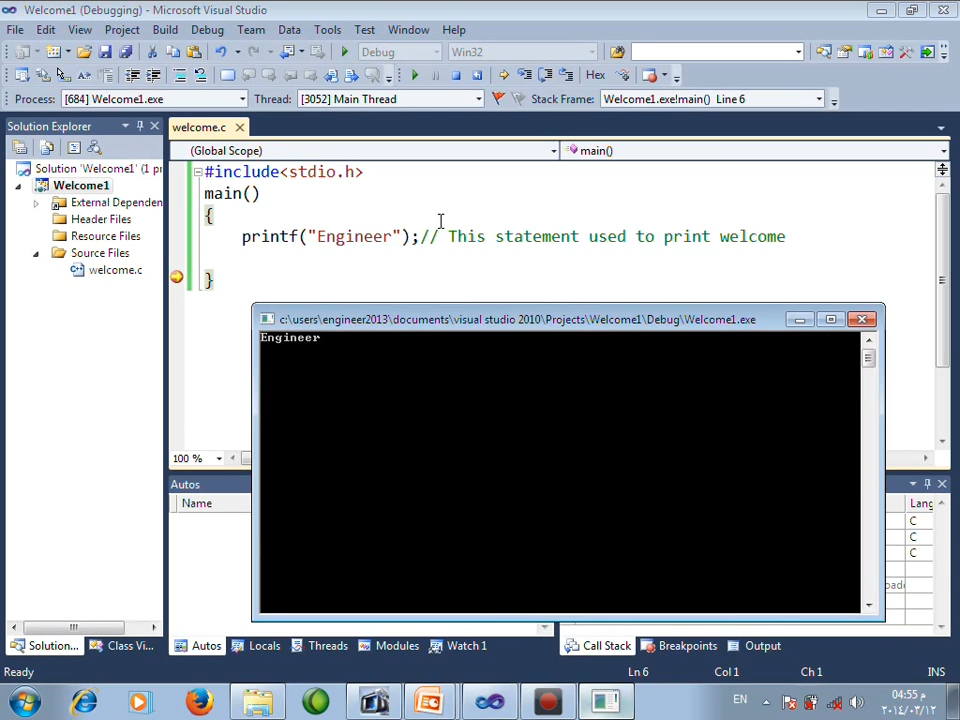 Welcome1 (Debugging) - Microsoft Visual Studio
File Edit View Project Build Debug Team Data Tools Test Window Help
Debug Win32
Hex
Process: [684] Welcome1.exe Thread: [3052] Main Thread Stack Frame: Welcome1.exe!main() Line 6
Solution Explorer
welcome.c
(Global Scope) main()
Solution 'Welcome1' (1 pr
Welcome1
External Dependen
Header Files
Resource Files
Source Files
welcome.c
#include<stdio.h>
main()
{
printf("Engineer");// This statement used to print welcome
}
c:\users\engineer2013\documents\visual studio 2010\Projects\Welcome1\Debug\Welcome1.exe
Engineer
100 %
Autos
Name
Lang
C
C
C
Solution... Class Vi...
Autos Locals Threads Modules Watch 1
Call Stack Breakpoints Output
Ready Ln 6 Col 1 Ch 1 INS
EN
04:55 م
٢٠١٤/٠٣/١٢